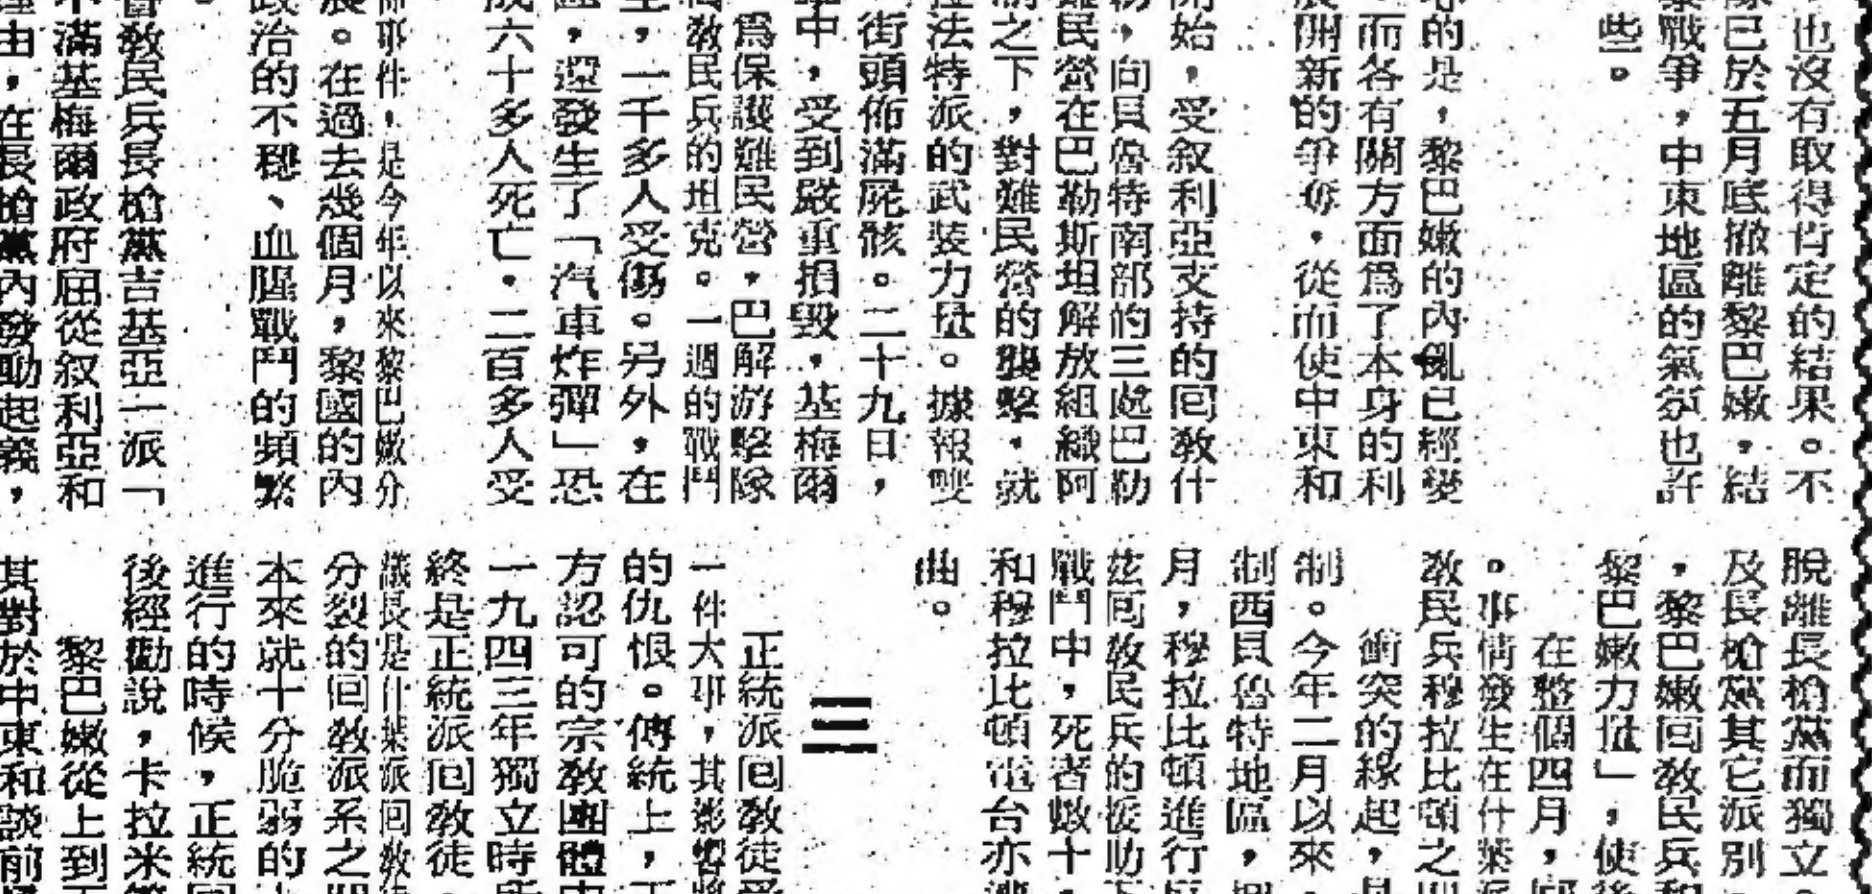 也沒有取得肯定的結果。不
已於五月底撤離黎巴嫩，結
戰爭，中東地區的氣氛也許
些。
的是，黎巴嫩的內亂已經變
而各有關方面為了本身的利
開新的爭奪，從而使中東和
開始，受叙利亞支持的囘教什
，向貝魯特南部的三處巴勒
難民營在巴勒斯坦解放組織阿
之下，對難民營的襲擊，就
法特派的武裝力量。據報雙
街頭佈滿屍骸。二十九日，
中，受到嚴重損毀，基梅爾
爲保護難民營，巴解游擊隊
教民兵的坦克。一週的戰鬥
，一千多人受傷。另外，在
，還發生了「汽車炸彈」恐
成六十多人死亡，二百多人受
事件，是今年以來黎巴嫩分
展。在過去幾個月，黎國的內
政治的不穩、血腥戰鬥的頻繁
。
教民兵長槍黨吉基亞一派「
不滿基梅爾政府屈從叙利亞和
理由，在長槍黨內發動起義，
脫離長槍黨而獨立
及長槍黨其它派別
，黎巴嫩囘教民兵
黎巴嫩力量」，使
在整個四月，
。事情發生在什葉派
教民兵穆拉比頓之
衝突的緣起，
制。今年二月以來，
制西貝魯特地區，
月，穆拉比頓進行
茲囘教民兵的援助下
戰鬥中，死者數十，
和穆拉比頓電台亦
曲。
三
正統派囘教徒受
一件大事，其影響
的仇恨。傳統上，
方認可的宗教團體
一九四三年獨立時
終是正統派囘教徒，
議長是什葉派回教
分裂的回教派系之
本來就十分脆弱的
進行的時候，正統
後經勸說，卡拉米
黎巴嫩從上到
其對於中東和談前